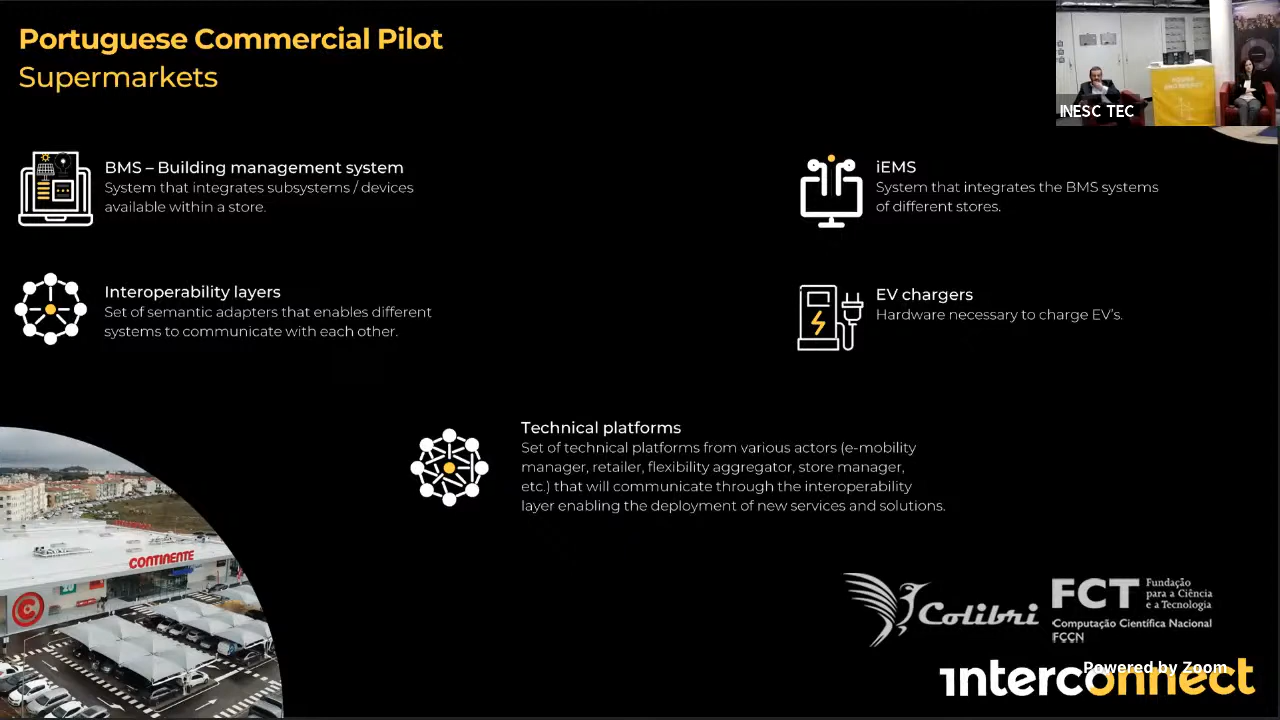 Portuguese Commercial Pilot
Supermarkets
INESC TEC
BMS – Building management system
System that integrates subsystems / devices
available within a store.
iEMS
System that integrates the BMS systems
of different stores.
Interoperability layers
Set of semantic adapters that enables different
systems to communicate with each other.
EV chargers
Hardware necessary to charge EV's.
Technical platforms
Set of technical platforms from various actors (e-mobility
manager, retailer, flexibility aggregator, store manager,
etc.) that will communicate through the interoperability
layer enabling the deployment of new services and solutions.
CONTINENTE
Colibri
FCT
Fundação
para a Ciência
e a Tecnologia
Computação Científica Nacional
FCCN
Powered by Zoom
interconnect